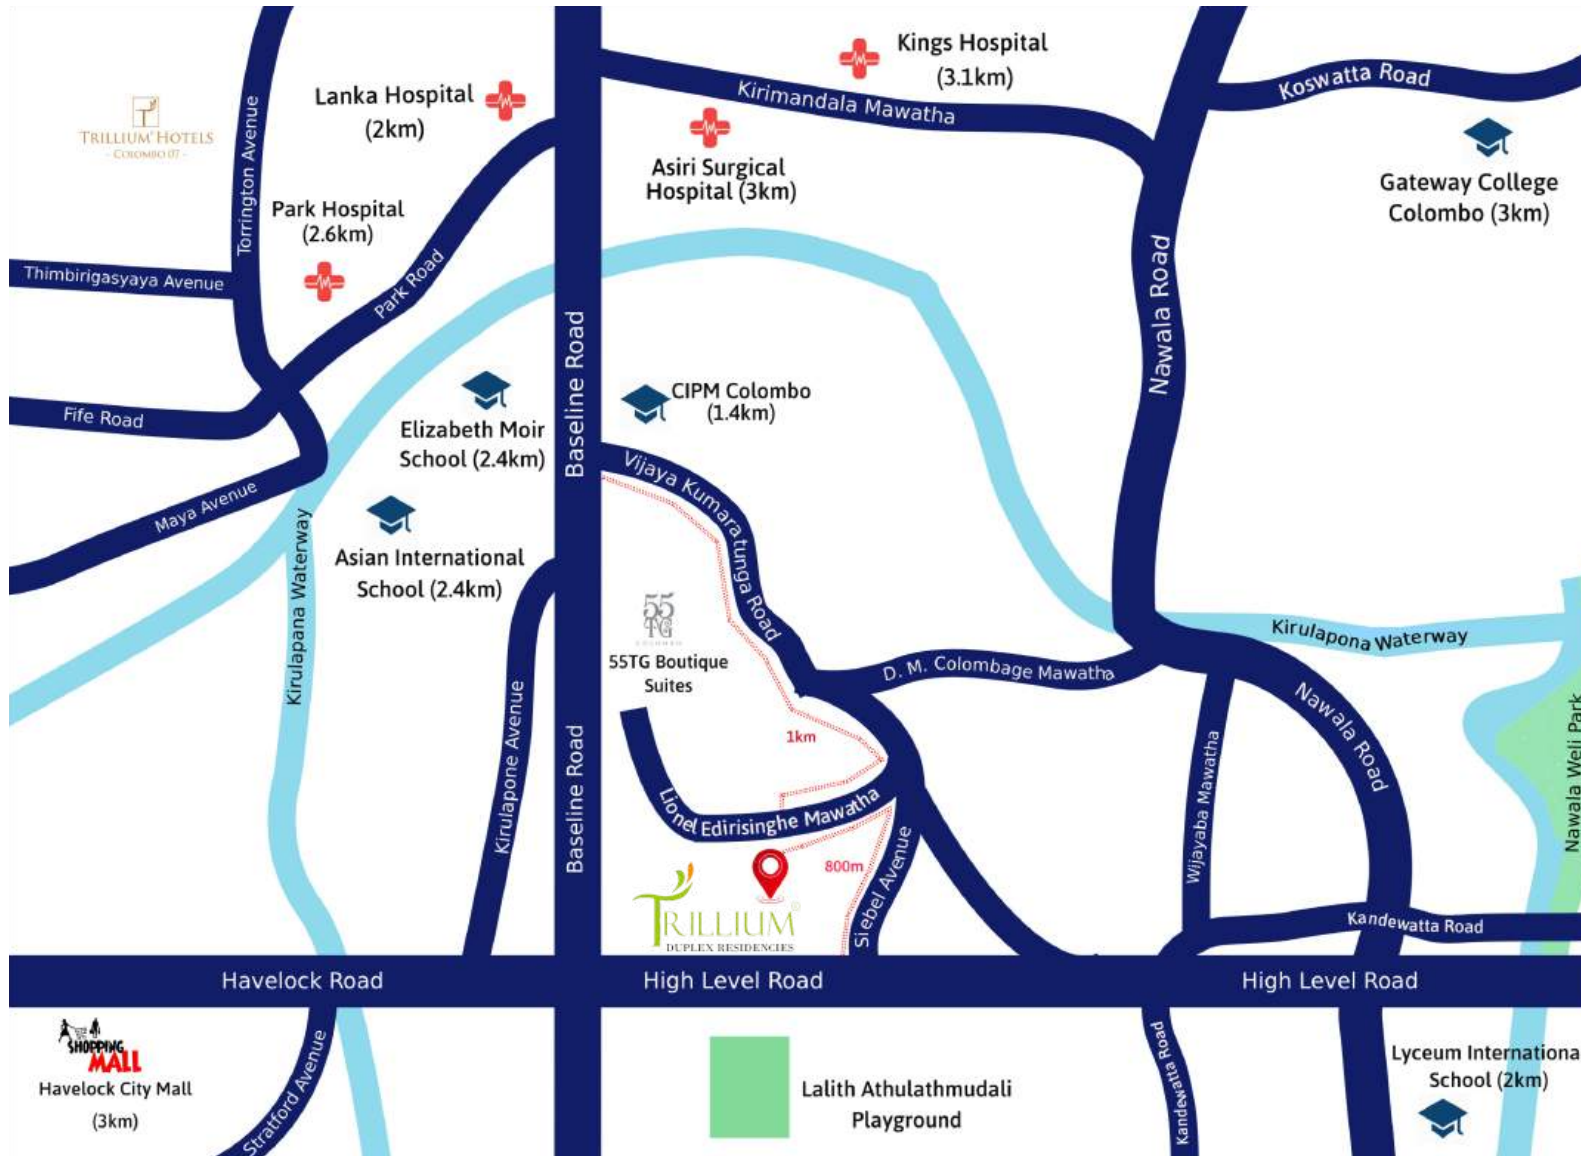 Kings Hospital
(3.1km)
Koswatta Road
Kirimandala Mawatha
Lanka Hospital
(2km)
TRILLIUM HOTELS
- COLOMBO 07 -
Torrington Avenue
Asiri Surgical
Hospital (3km)
Gateway College
Colombo (3km)
Park Hospital
(2.6km)
Thimbirigasyaya Avenue
Park Road
Nawala Road
Baseline Road
CIPM Colombo
(1.4km)
Fife Road
Elizabeth Moir
School (2.4km)
Vijaya Kumaratunga Road
Maya Avenue
Kirulapana Waterway
Asian International
School (2.4km)
55
TG
COLOMBO
55TG Boutique
Suites
Kirulapona Waterway
D. M. Colombage Mawatha
Nawala Road
Nawala Weli Park
Kirulapone Avenue
Baseline Road
1km
Wijayaba Mawatha
Lionel Edirisinghe Mawatha
800m
Siebel Avenue
TRILLIUM®
DUPLEX RESIDENCIES
Kandewatta Road
Havelock Road
High Level Road
High Level Road
SHOPPING
MALL
Havelock City Mall
(3km)
Stratford Avenue
Lalith Athulathmudali
Playground
Kandewatta Road
Lyceum Internationa
School (2km)